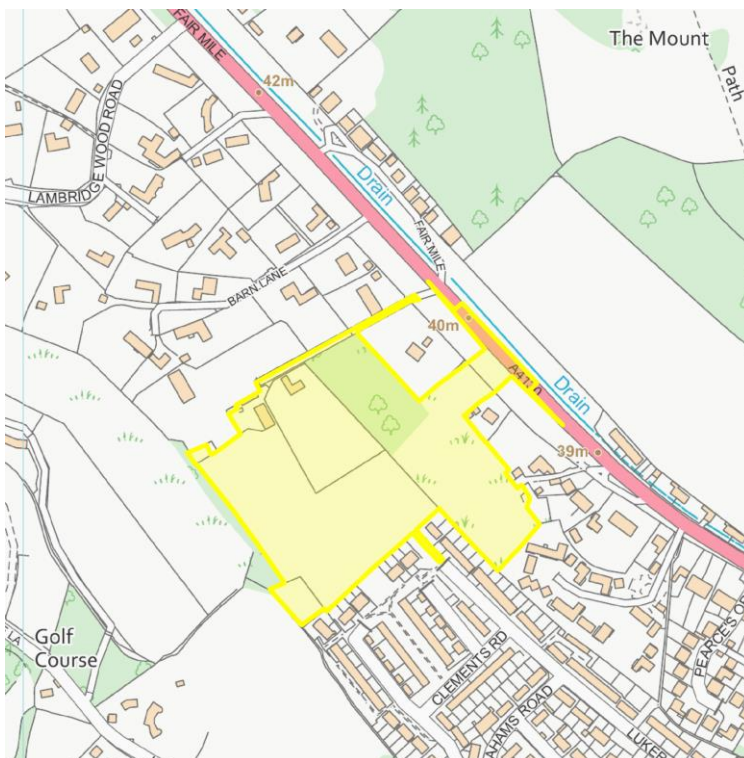 FAIR MILE
The Mount
42m
Path
LAMBRIDGE WOOD ROAD
Drain
FAIR MILE
BARN LANE
40m
Drain
39m
Golf
Course
CLEMENTS RD
LUKER